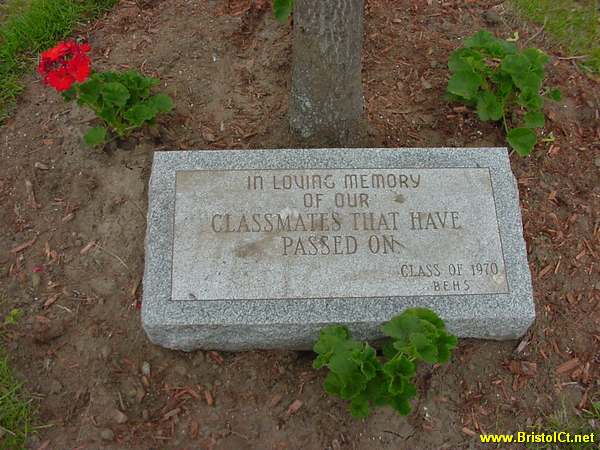 IN LOVING MEMORY
OF OUR
CLASSMATES THAT HAVE
PASSED ON
CLASS OF 1970
BEHS
www.BristolCt.net